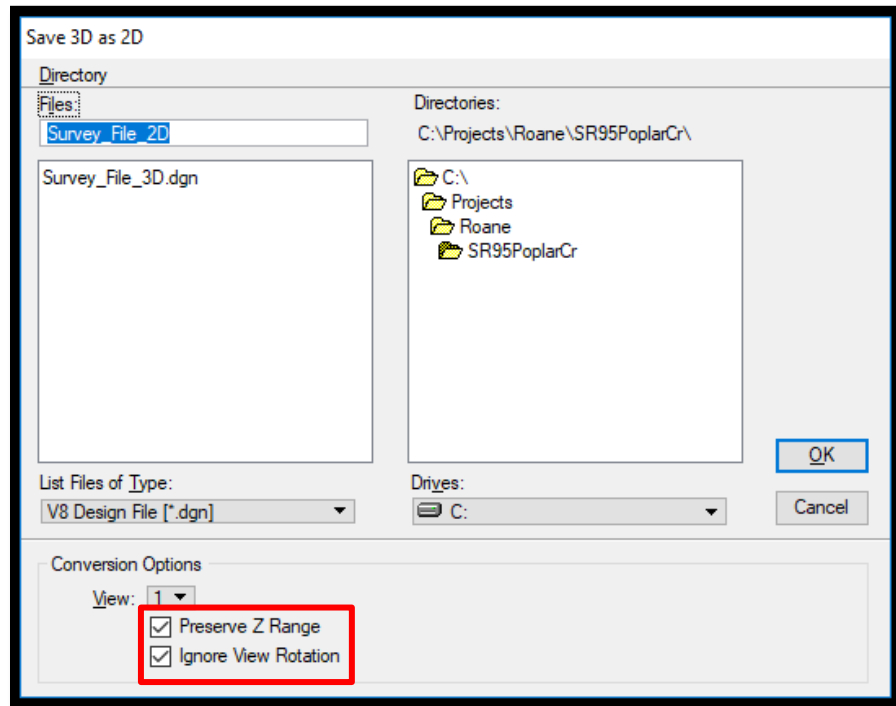 Save 3D as 2D
Directory
Files:
Survey_File_2D
Survey_File_3D.dgn
List Files of Type:
V8 Design File [*.dgn]
Directories:
C:\Projects\Roane\SR95PoplarCr\
C:\
Projects
Roane
SR95PoplarCr
Drives:
C:
OK
Cancel
Conversion Options
View: 1
Preserve Z Range
Ignore View Rotation